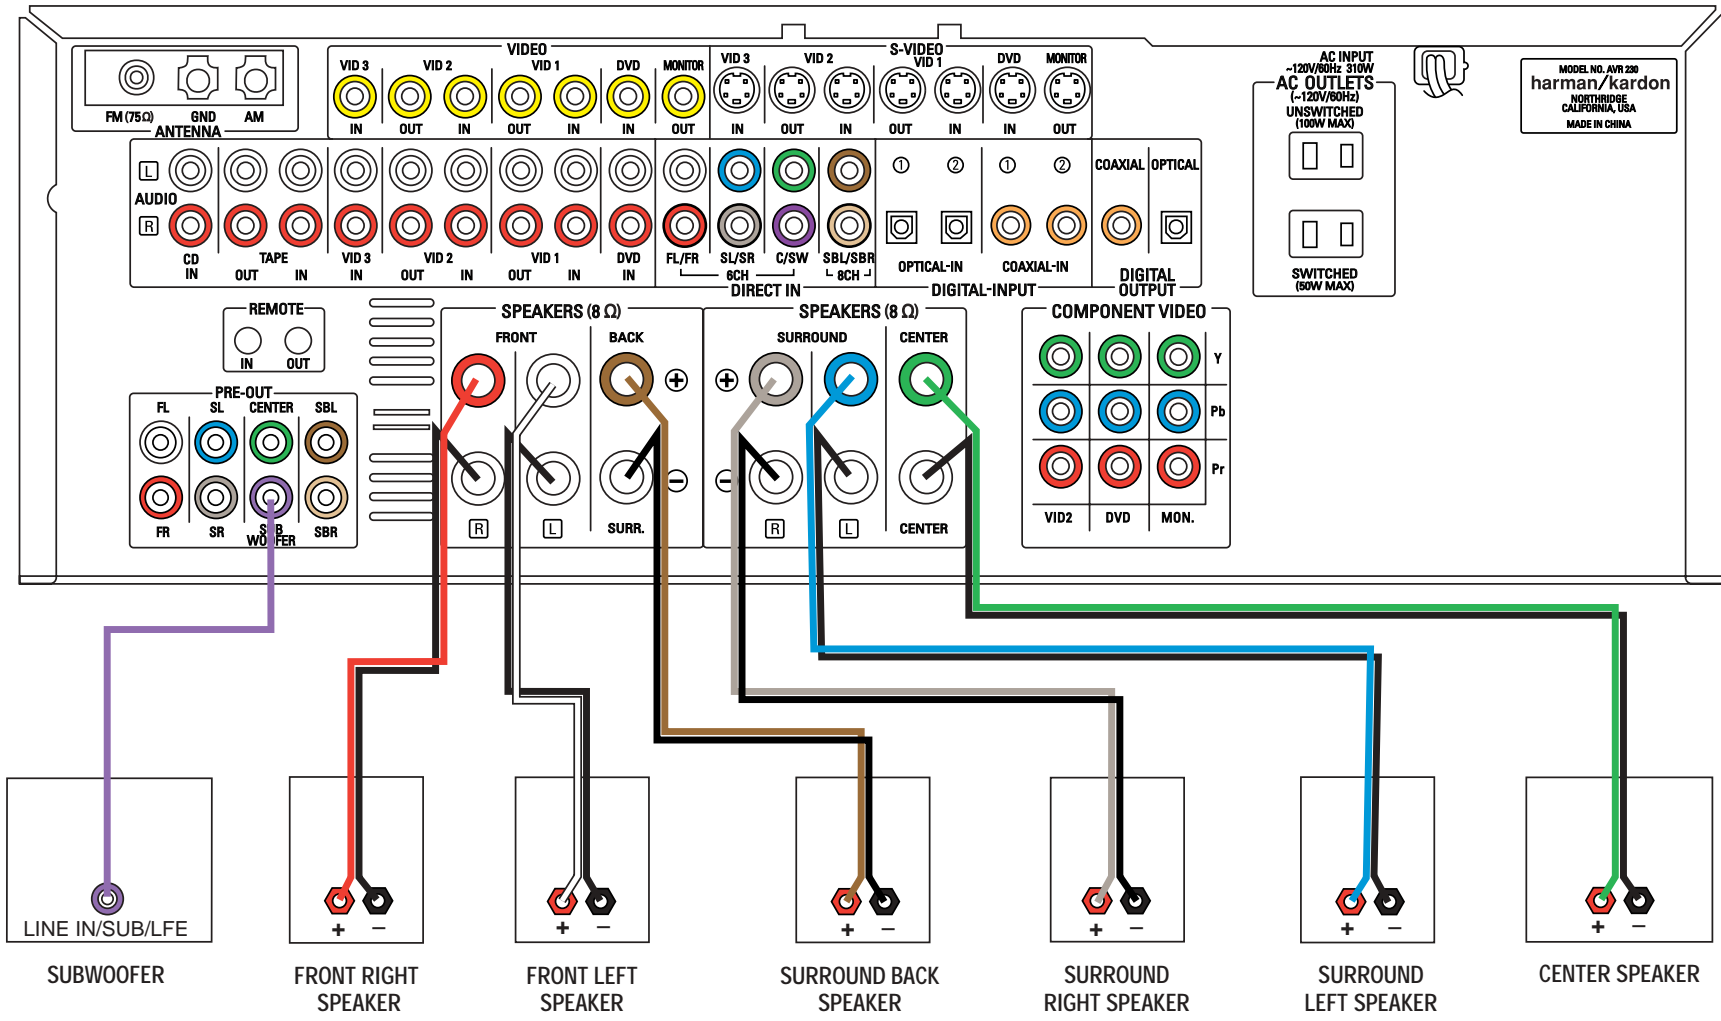 VIDEO
S-VIDEO
VID 3 VID 2 VID 1 DVD MONITOR
VID 3 VID 2 VID 1 DVD MONITOR
IN OUT IN OUT IN IN OUT
IN OUT IN OUT IN IN OUT
FM (75Ω) GND AM
ANTENNA
AC INPUT
~120V/60Hz 310W
AC OUTLETS
(~120V/60Hz)
UNSWITCHED
(100W MAX)
SWITCHED
(50W MAX)
MODEL NO. AVR 230
harman/kardon
NORTHRIDGE
CALIFORNIA, USA
MADE IN CHINA
L
AUDIO
R
CD
IN
TAPE
OUT IN
VID 3
IN
VID 2
OUT IN
VID 1
OUT IN
DVD
IN
FL/FR SL/SR C/SW SBL/SBR
6CH 8CH
DIRECT IN
1 2 1 2
OPTICAL-IN COAXIAL-IN
DIGITAL-INPUT
COAXIAL OPTICAL
DIGITAL
OUTPUT
REMOTE
IN OUT
PRE-OUT
FL SL CENTER SBL
FR SR SUB
WOOFER SBR
SPEAKERS (8 Ω)
FRONT BACK
+
−
R L SURR.
SPEAKERS (8 Ω)
SURROUND CENTER
+
−
R L CENTER
COMPONENT VIDEO
Y
Pb
Pr
VID2 DVD MON.
LINE IN/SUB/LFE
+ −
+ −
+ −
+ −
+ −
+ −
SUBWOOFER
FRONT RIGHT
SPEAKER
FRONT LEFT
SPEAKER
SURROUND BACK
SPEAKER
SURROUND
RIGHT SPEAKER
SURROUND
LEFT SPEAKER
CENTER SPEAKER